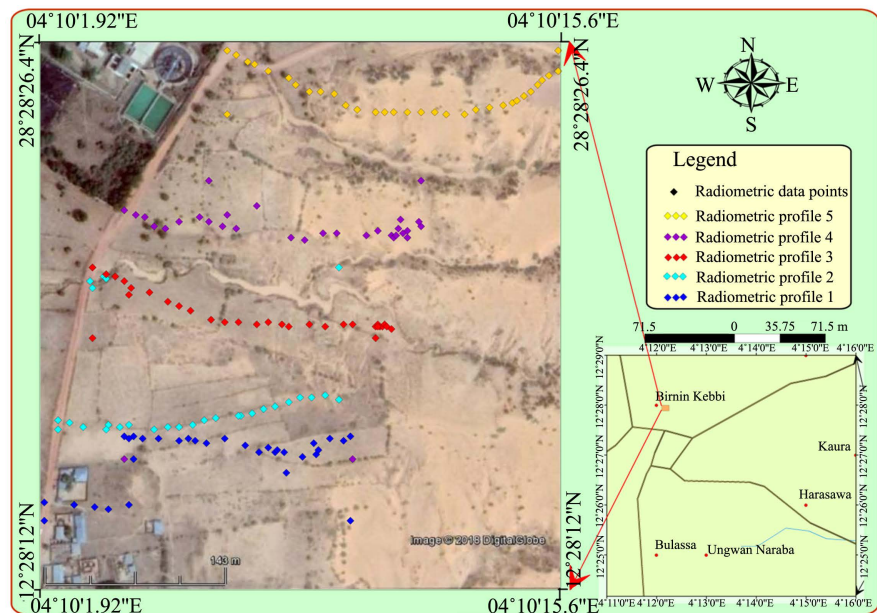 04°10'1.92"
04°10'15.6"
28°28'26.4"N
28°28'26.4"N
N
W
E
S
Legend
Radiometric data points
Radiometric profile 5
Radiometric profile 4
Radiometric profile 3
Radiometric profile 2
Radiometric profile 1
71.5
0
35.75
71.5 m
4°12'0"E
4°13'0"E
4°14'0"E
4°15'0"E
4°16'0"E
12°29'0"N
12°28'0"N
12°27'0"N
12°26'0"N
12°25'0"N
12°29'0"N
12°28'0"N
12°27'0"N
12°26'0"N
12°25'0"N
Birnin Kebbi
Kaura
Harasawa
Bulassa
Ungwan Naraba
4°11'0"E
4°12'0"E
4°13'0"E
4°14'0"E
4°15'0"E
4°16'0"E
Image © 2018 DigitalGlobe
143 m
12°28'12"N
12°28'12"N
04°10'1.92"
04°10'15.6"